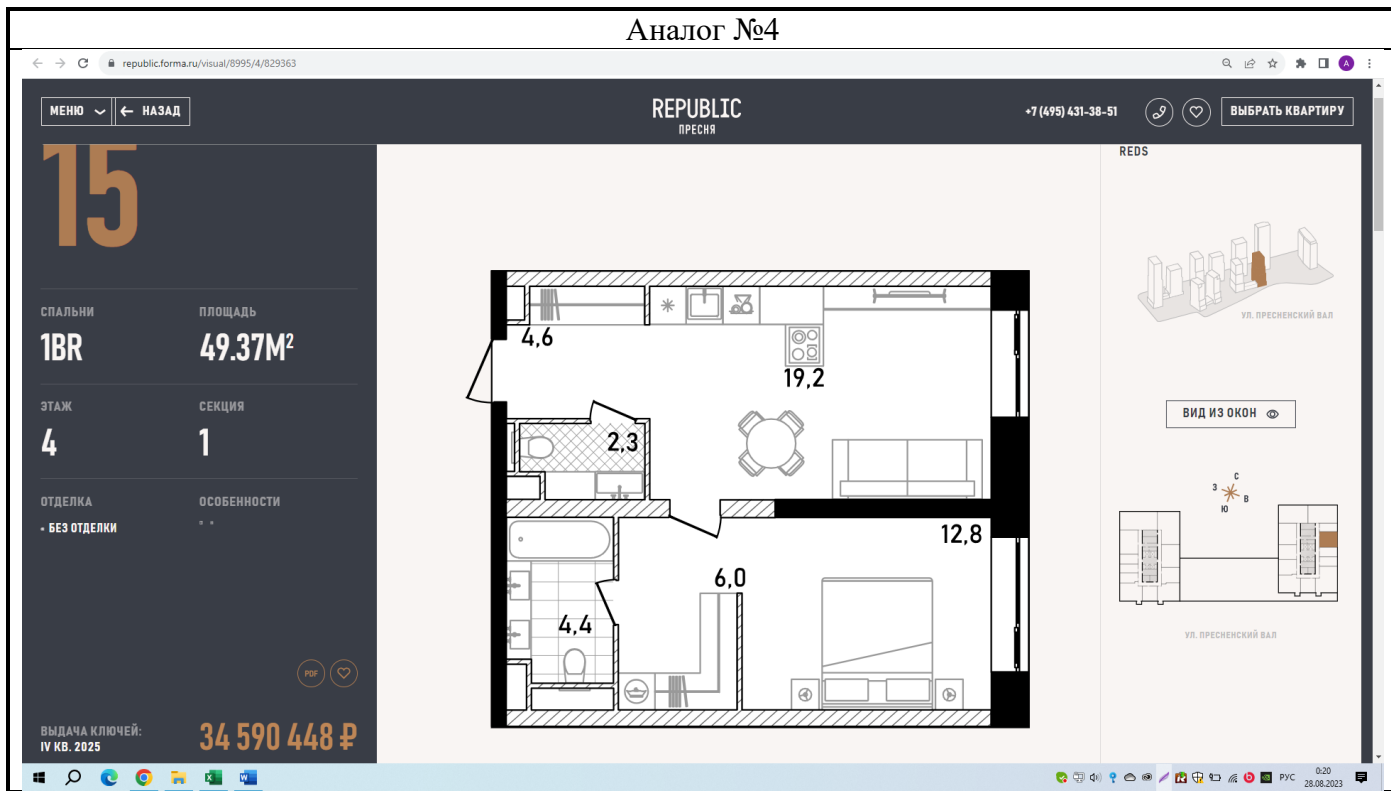 Аналог №4
republic.forma.ru/visual/8995/4/829363
МЕНЮ
НАЗАД
REPUBLIC
ПРЕСНЯ
+7 (495) 431-38-51
ВЫБРАТЬ КВАРТИРУ
15
СПАЛЬНИ
ПЛОЩАДЬ
1BR
49.37М²
ЭТАЖ
СЕКЦИЯ
4
1
ОТДЕЛКА
ОСОБЕННОСТИ
• БЕЗ ОТДЕЛКИ
PDF
ВЫДАЧА КЛЮЧЕЙ:
IV КВ. 2025
34 590 448 ₽
4,6
19,2
2,3
12,8
6,0
4,4
REDS
УЛ. ПРЕСНЕНСКИЙ ВАЛ
ВИД ИЗ ОКОН
С
З
В
Ю
УЛ. ПРЕСНЕНСКИЙ ВАЛ
РУС
0:20
28.08.2023